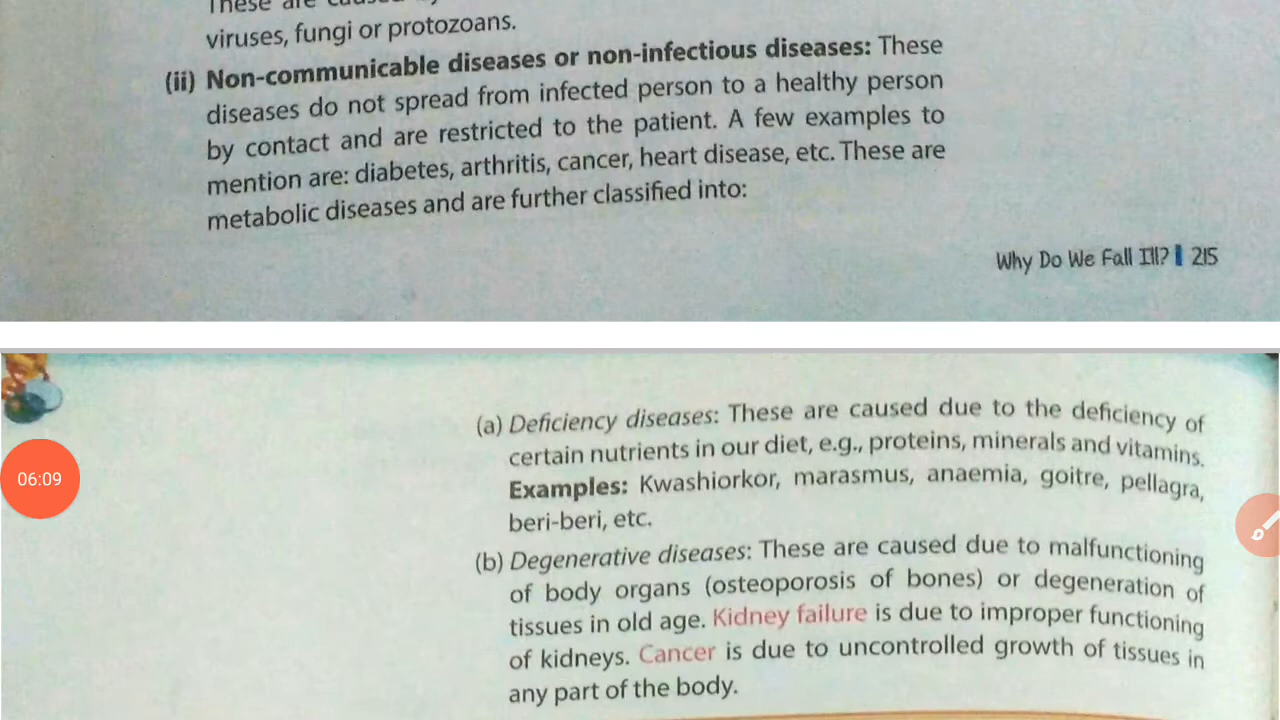 These are caused by
viruses, fungi or protozoans.
(ii) Non-communicable diseases or non-infectious diseases: These
diseases do not spread from infected person to a healthy person
by contact and are restricted to the patient. A few examples to
mention are: diabetes, arthritis, cancer, heart disease, etc. These are
metabolic diseases and are further classified into:
Why Do We Fall Ill? 215
(a) Deficiency diseases: These are caused due to the deficiency of
certain nutrients in our diet, e.g., proteins, minerals and vitamins.
06:09
Examples: Kwashiorkor, marasmus, anaemia, goitre, pellagra,
beri-beri, etc.
(b) Degenerative diseases: These are caused due to malfunctioning
of body organs (osteoporosis of bones) or degeneration of
tissues in old age. Kidney failure is due to improper functioning
of kidneys. Cancer is due to uncontrolled growth of tissues in
any part of the body.